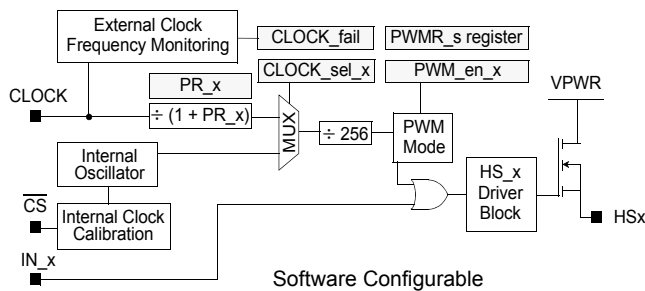 External Clock
Frequency Monitoring
CLOCK_fail
PWMR_s register
PR_x
CLOCK_sel_x
PWM_en_x
VPWR
CLOCK
÷ (1 + PR_x)
MUX
÷ 256
PWM
Mode
Internal
Oscillator
HS_x
Driver
Block
CS
Internal Clock
Calibration
HSx
IN_x
Software Configurable